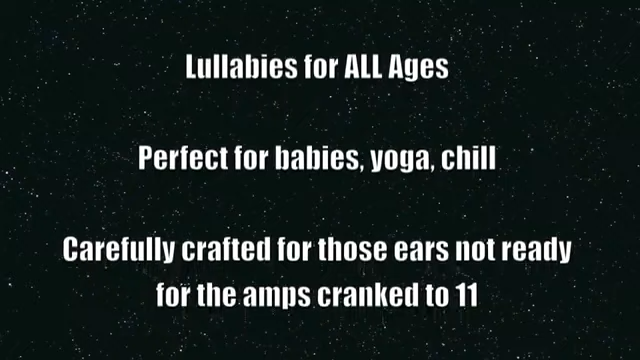 Lullabies for ALL Ages
Perfect for babies, yoga, chill
Carefully crafted for those ears not ready
for the amps cranked to 11